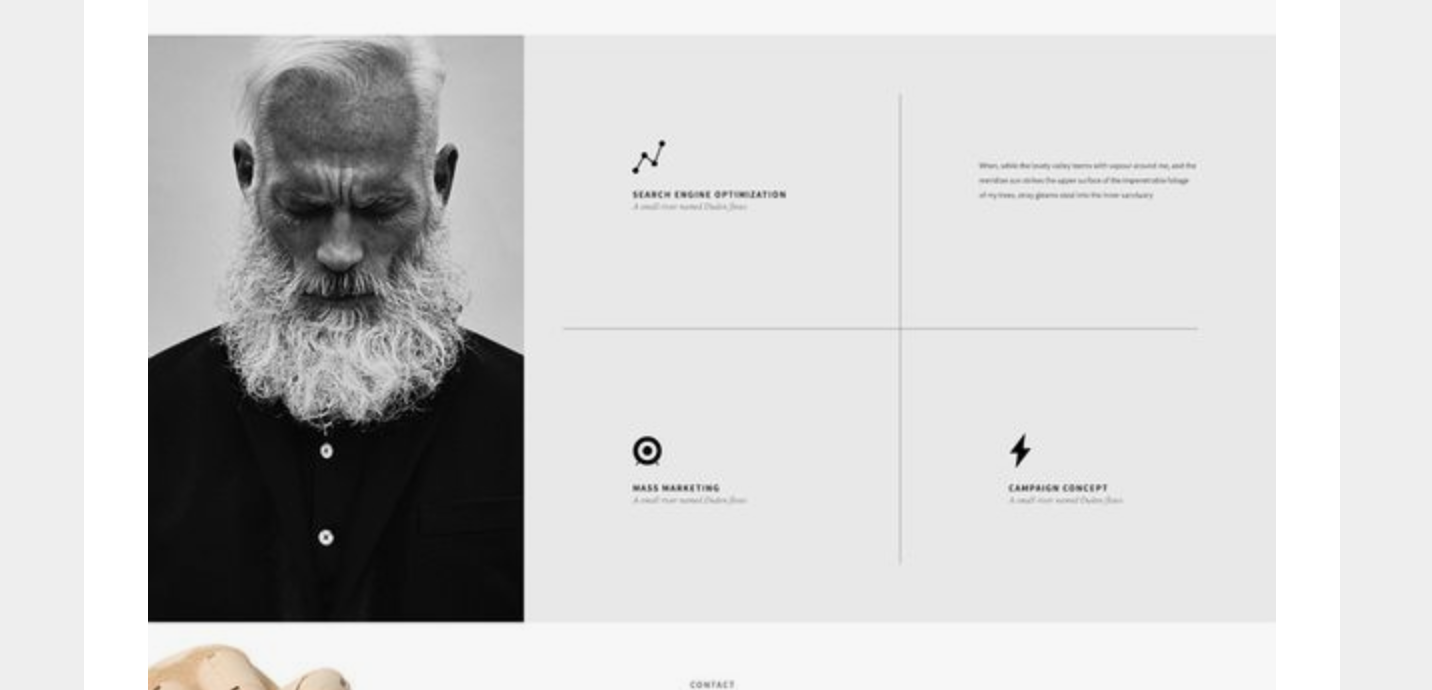 SEARCH ENGINE OPTIMIZATION
A small river named Duden flows
When, while the lovely valley teems with vapour around me, and the
meridian sun strikes the upper surface of the impenetrable foliage
of my trees, stray gleams steal into the inner sanctuary
MASS MARKETING
A small river named Duden flows
CAMPAIGN CONCEPT
A small river named Duden flows
CONTACT